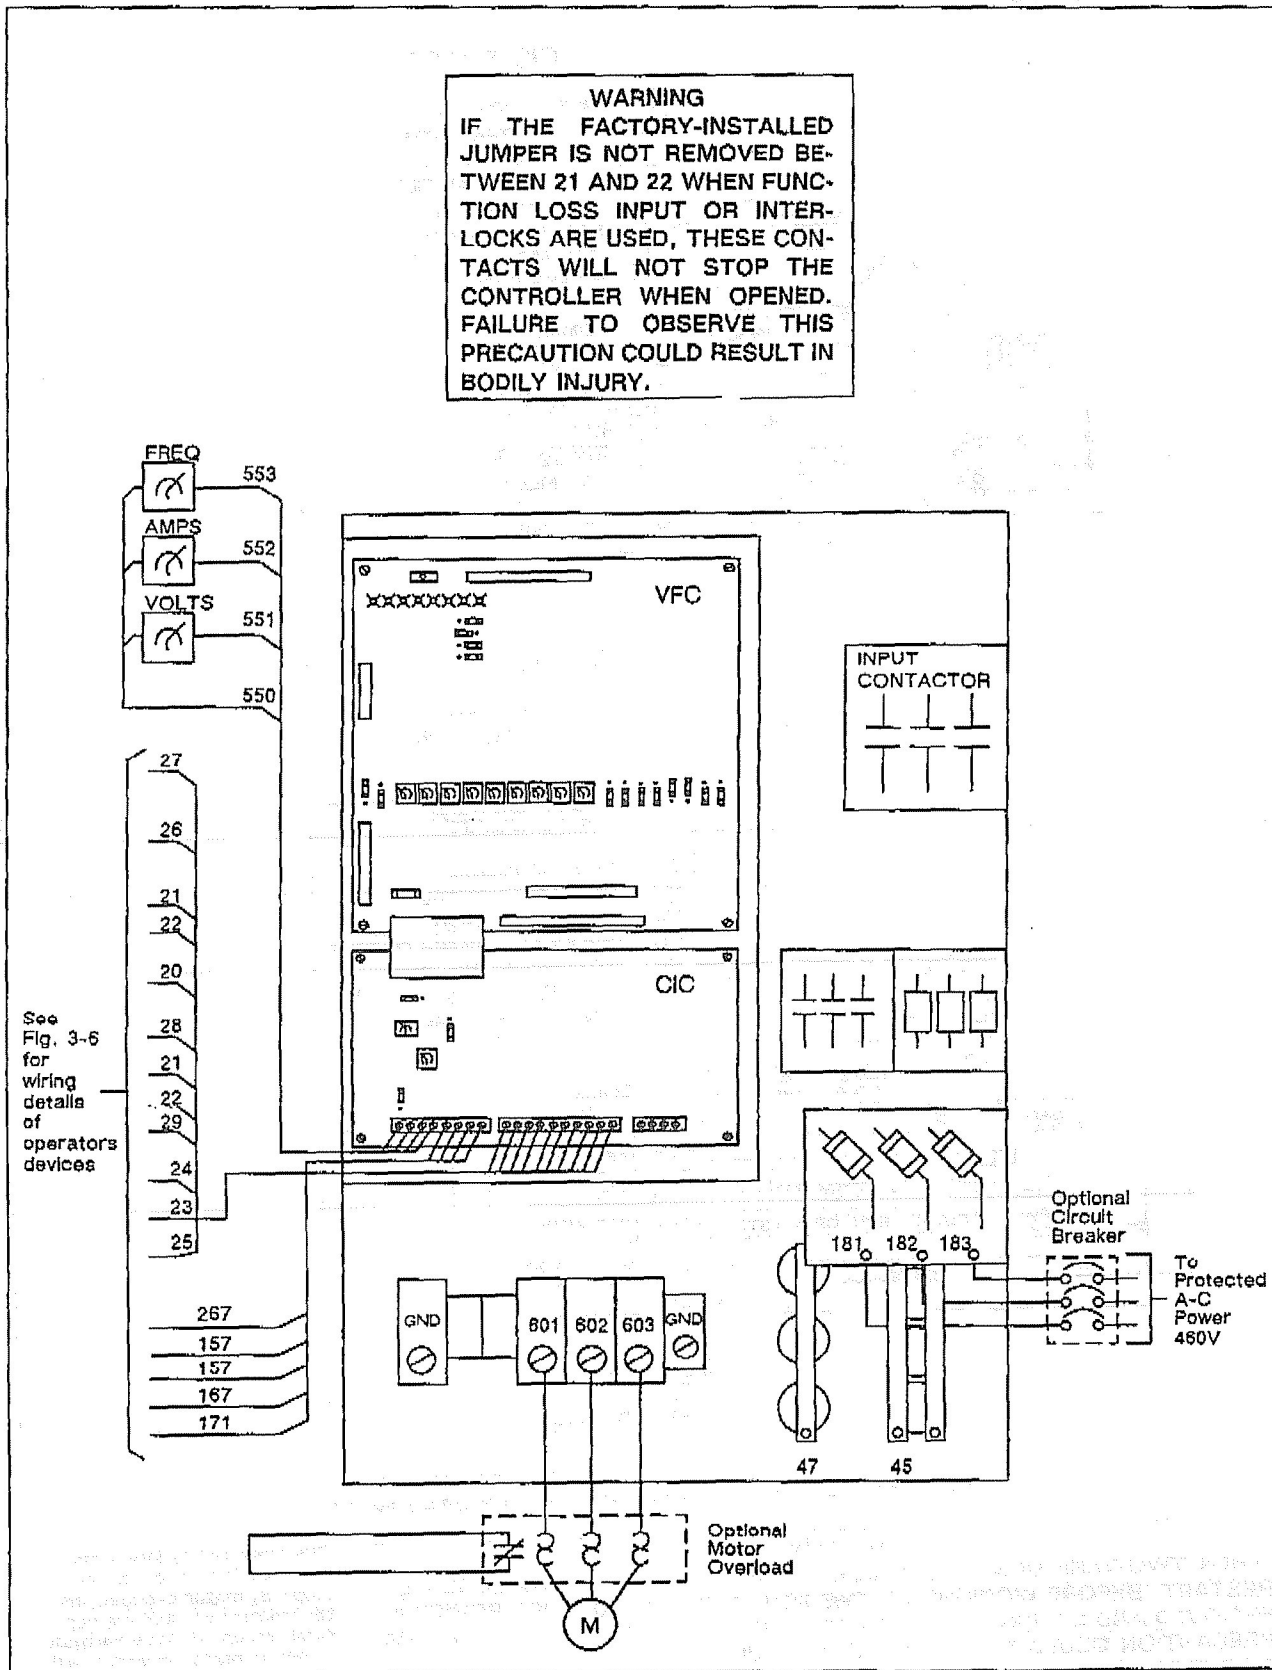 WARNING
IF THE FACTORY-INSTALLED
JUMPER IS NOT REMOVED BE-
TWEEN 21 AND 22 WHEN FUNC-
TION LOSS INPUT OR INTER-
LOCKS ARE USED, THESE CON-
TACTS WILL NOT STOP THE
CONTROLLER WHEN OPENED.
FAILURE TO OBSERVE THIS
PRECAUTION COULD RESULT IN
BODILY INJURY.
FREQ
553
AMPS
552
VOLTS
551
550
VFC
INPUT
CONTACTOR
27
26
21
22
20
28
21
22
29
24
23
25
See
Fig. 3-6
for
wiring
details
of
operators
devices
CIC
267
157
157
167
171
GND
601
602
603
GND
181
182
183
Optional
Circuit
Breaker
To
Protected
A-C
Power
460V
47
45
Optional
Motor
Overload
M